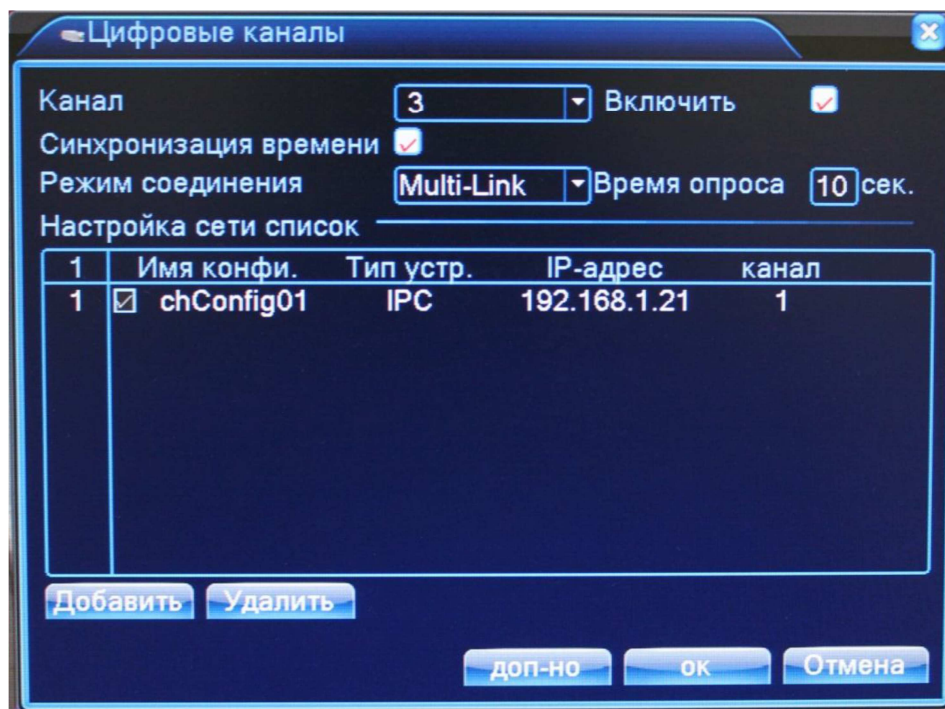 Цифровые каналы
Канал 3 Включить
Синхронизация времени
Режим соединения Multi-Link Время опроса 10 сек.
Настройка сети список
1 Имя конфи. Тип устр. IP-адрес канал
1 chConfig01 IPC 192.168.1.21 1
Добавить Удалить
доп-но ок Отмена